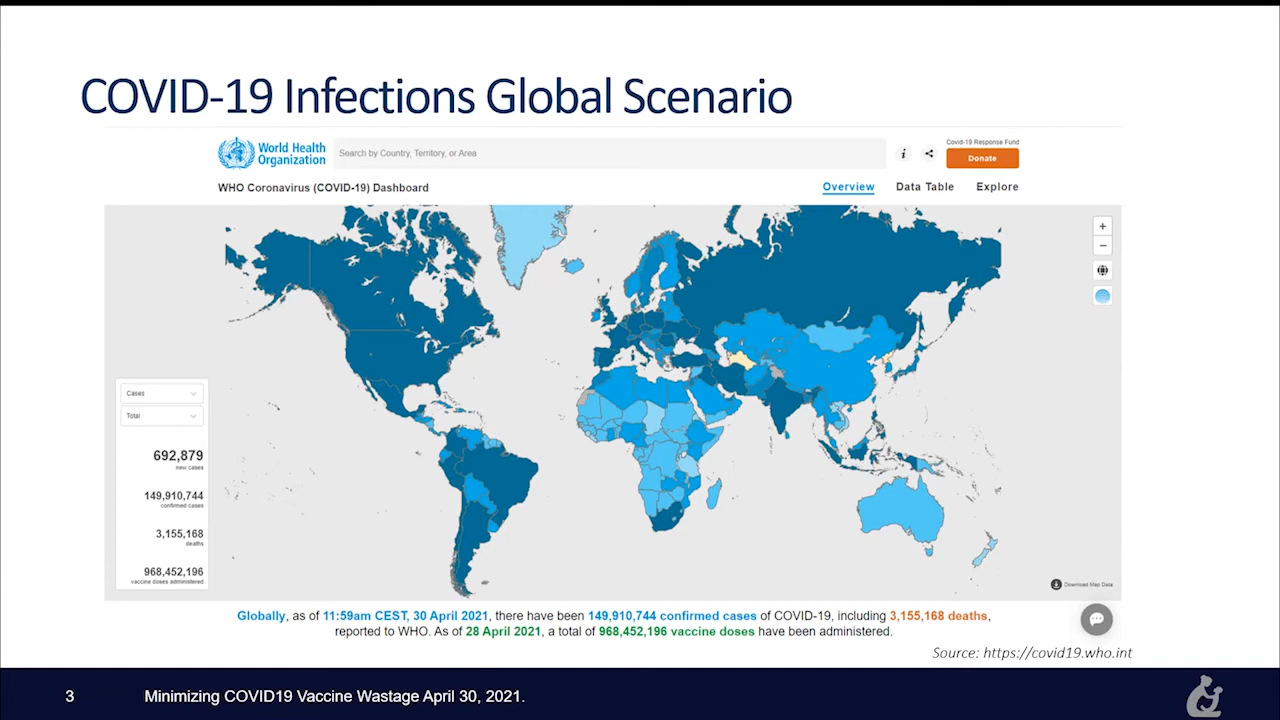 COVID-19 Infections Global Scenario
World Health
Organization
Search by Country, Territory, or Area
i
Covid-19 Response Fund
Donate
WHO Coronavirus (COVID-19) Dashboard
Overview
Data Table
Explore
+
−
Cases
Total
692,879
new cases
149,910,744
confirmed cases
3,155,168
deaths
968,452,196
vaccine doses administered
Download Map Data
Globally, as of 11:59am CEST, 30 April 2021, there have been 149,910,744 confirmed cases of COVID-19, including 3,155,168 deaths,
reported to WHO. As of 28 April 2021, a total of 968,452,196 vaccine doses have been administered.
Source: https://covid19.who.int
3
Minimizing COVID19 Vaccine Wastage April 30, 2021.